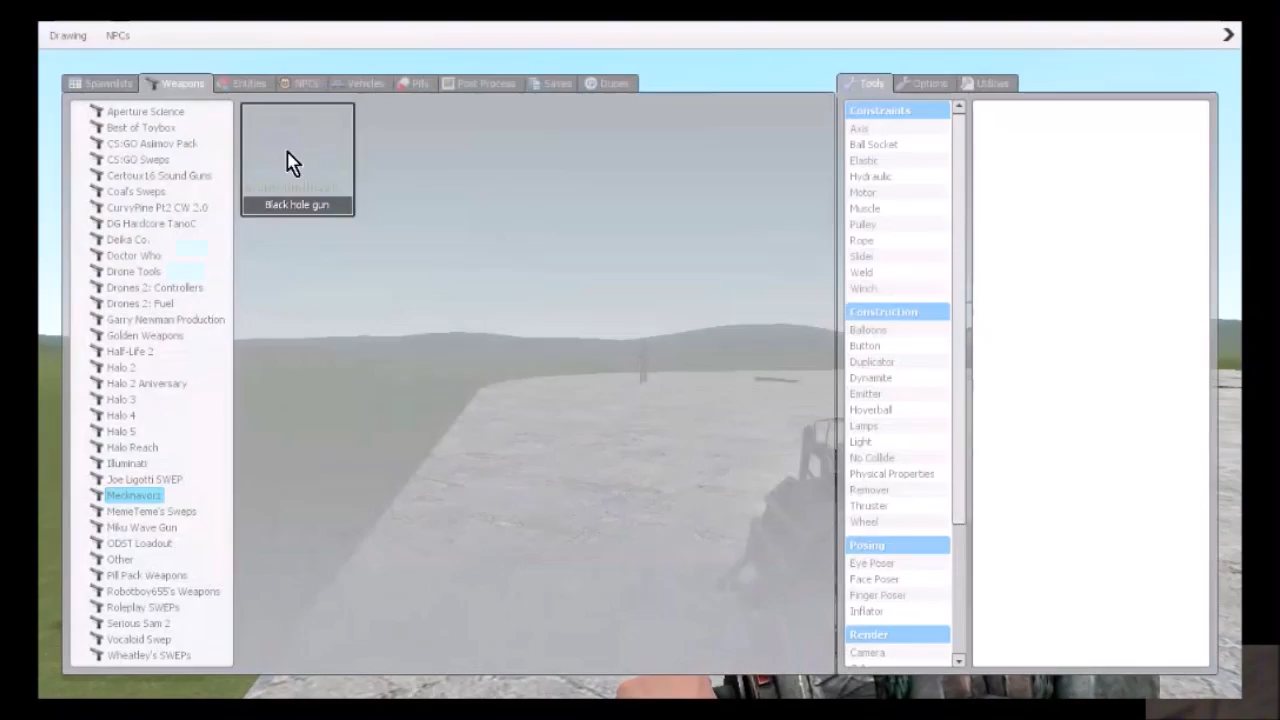 Drawing NPCs
Spawnlists Weapons Entities NPCs Vehicles Pills Post Process Saves Dupes
Tools Options Utilities
Aperture Science
Best of Toybox
CS:GO Asiimov Pack
CS:GO Sweps
Certoux16 Sound Guns
Coal's Sweps
CurvyPine Pt2 CW 2.0
DG Hardcore TanoC
Deika Co.
Doctor Who
Drone Tools
Drones 2: Controllers
Drones 2: Fuel
Garry Newman Production
Golden Weapons
Half-Life 2
Halo 2
Halo 2 Aniversary
Halo 3
Halo 4
Halo 5
Halo Reach
Illuminati
Joe Ligotti SWEP
Mecknavorz
MemeTeme's Sweps
Miku Wave Gun
ODST Loadout
Other
Pill Pack Weapons
Robotboy655's Weapons
Roleplay SWEPs
Serious Sam 2
Vocaloid Swep
Wheatley's SWEPs
Black hole gun
Constraints
Axis
Ball Socket
Elastic
Hydraulic
Motor
Muscle
Pulley
Rope
Slider
Weld
Winch
Construction
Balloons
Button
Duplicator
Dynamite
Emitter
Hoverball
Lamps
Light
No Collide
Physical Properties
Remover
Thruster
Wheel
Posing
Eye Poser
Face Poser
Finger Poser
Inflator
Render
Camera